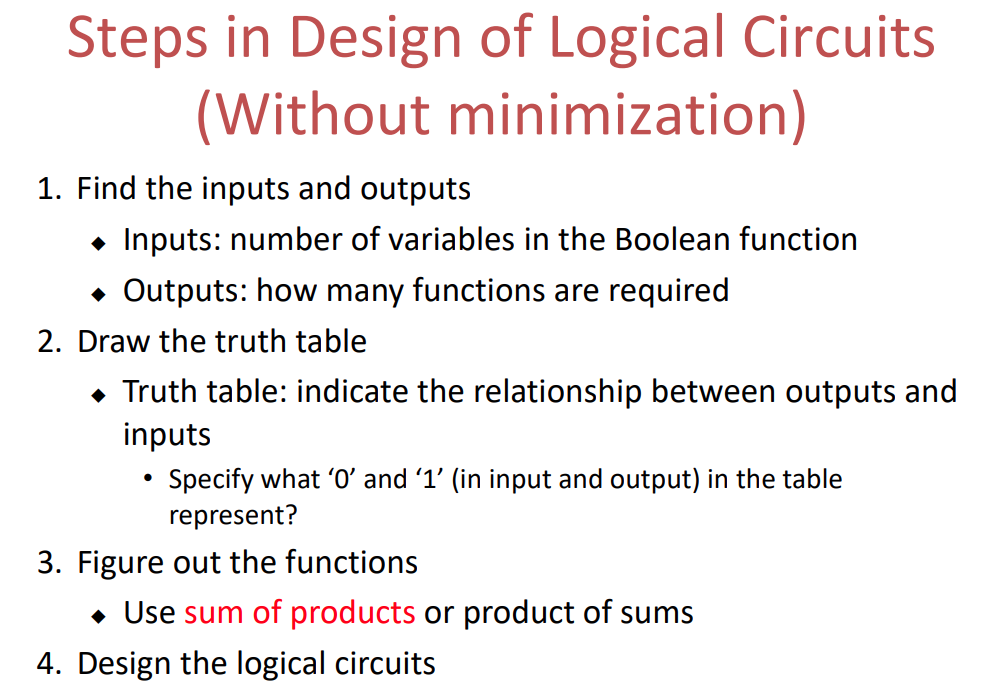 Steps in Design of Logical Circuits
(Without minimization)
1. Find the inputs and outputs
◆ Inputs: number of variables in the Boolean function
◆ Outputs: how many functions are required
2. Draw the truth table
◆ Truth table: indicate the relationship between outputs and
inputs
• Specify what ‘0’ and ‘1’ (in input and output) in the table
represent?
3. Figure out the functions
◆ Use sum of products or product of sums
4. Design the logical circuits